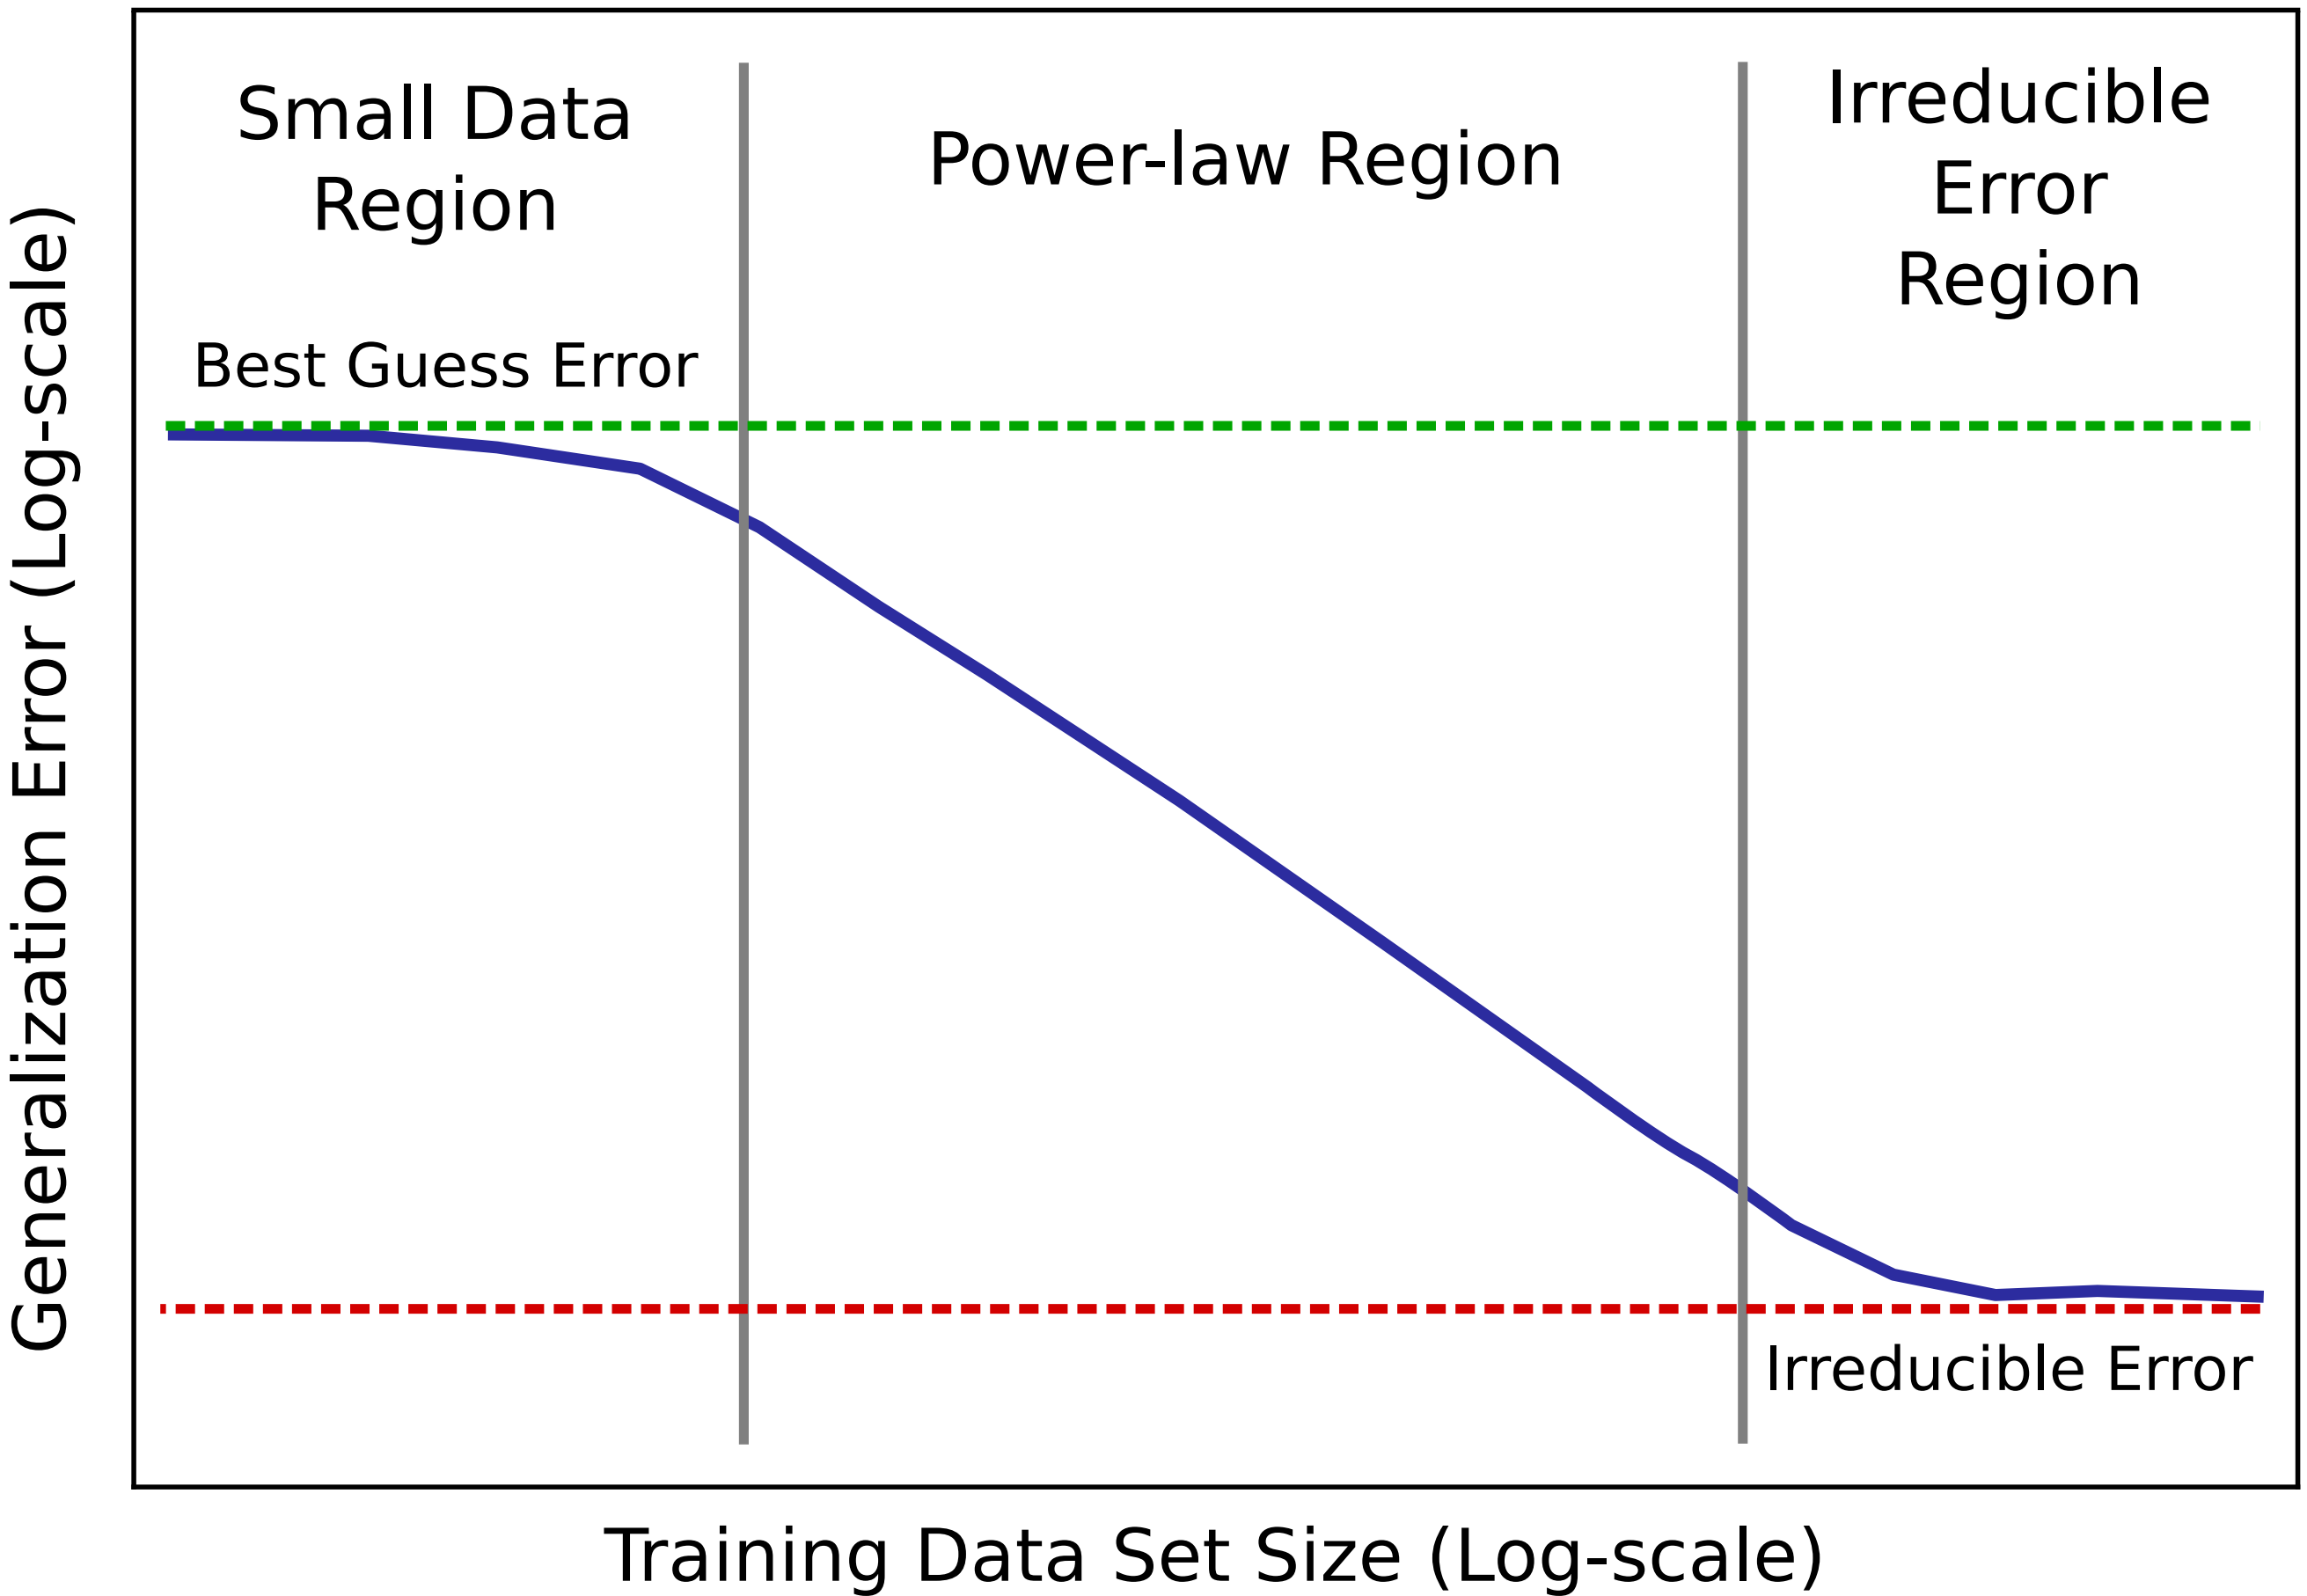 Small Data
Region
Power-law Region
Irreducible
Error
Region
Best Guess Error
Generalization Error (Log-scale)
Irreducible Error
Training Data Set Size (Log-scale)